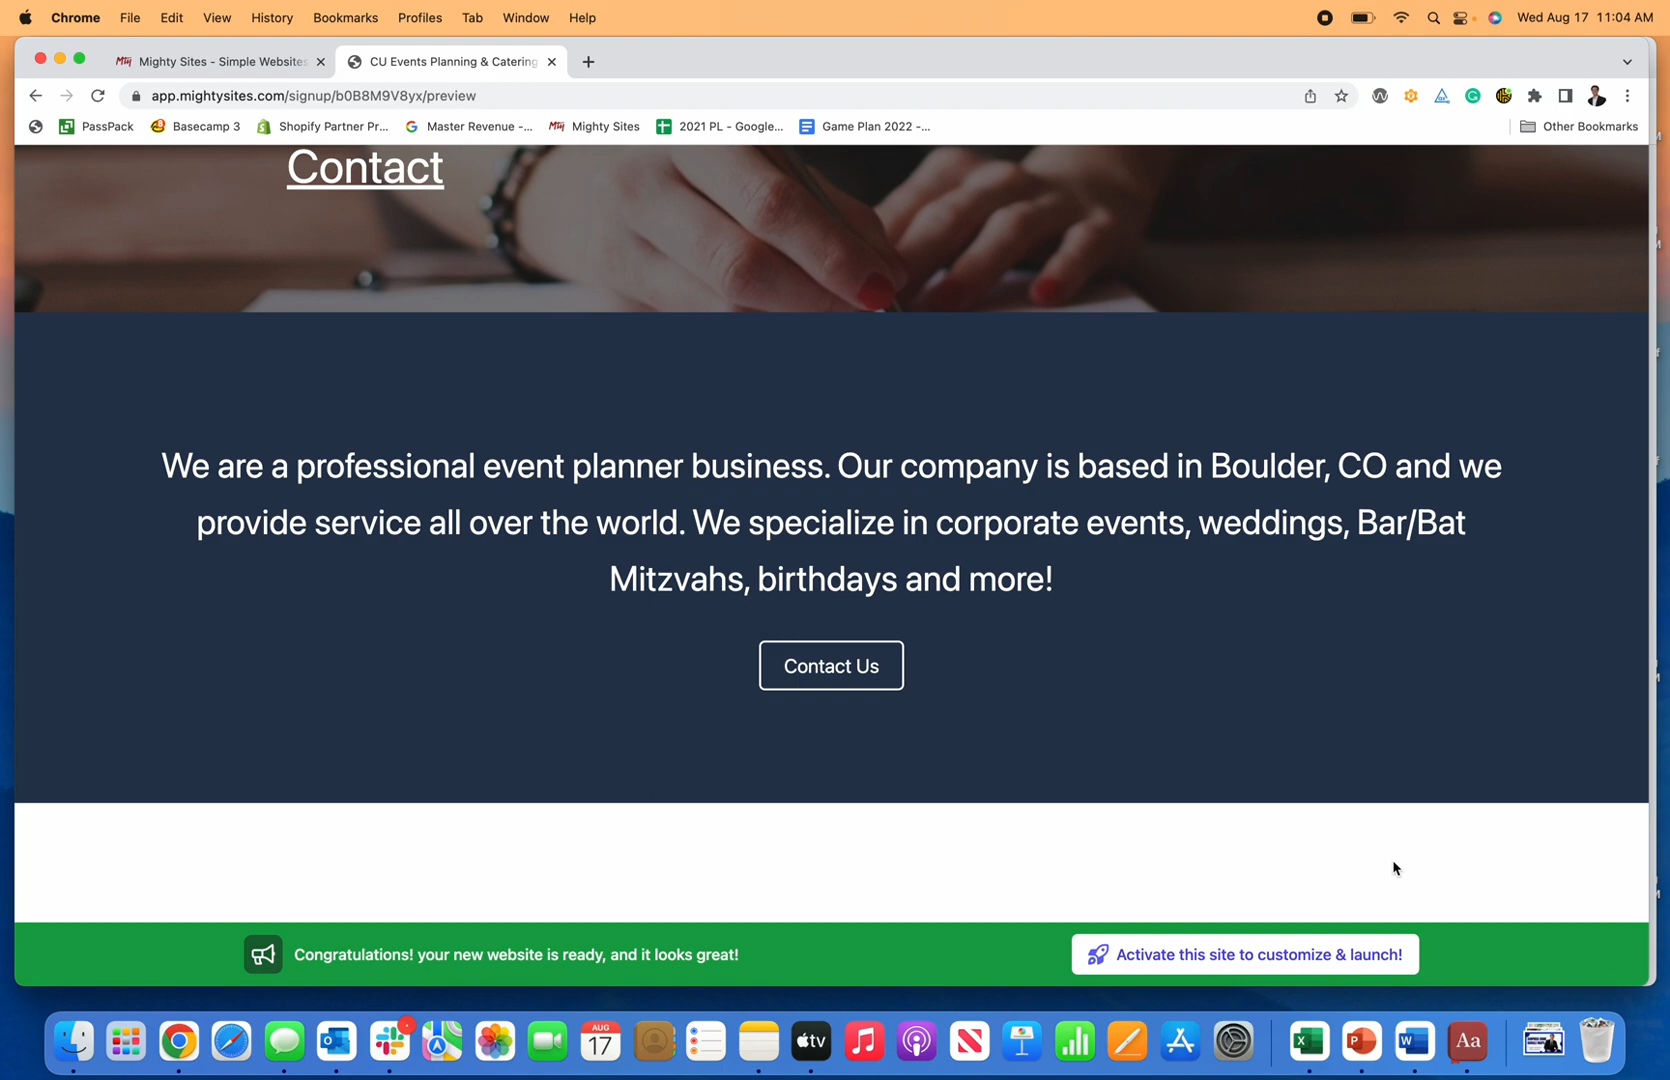 Chrome File Edit View History Bookmarks Profiles Tab Window Help Wed Aug 17 11:04 AM
Mty Mighty Sites - Simple Websites CU Events Planning & Catering
app.mightysites.com/signup/b0B8M9V8yx/preview
PassPack Basecamp 3 Shopify Partner Pr... Master Revenue -... Mty Mighty Sites 2021 PL - Google... Game Plan 2022 -... Other Bookmarks
Contact
We are a professional event planner business. Our company is based in Boulder, CO and we
provide service all over the world. We specialize in corporate events, weddings, Bar/Bat
Mitzvahs, birthdays and more!
Contact Us
Congratulations! your new website is ready, and it looks great! Activate this site to customize & launch!
AUG
17
tv
Aa